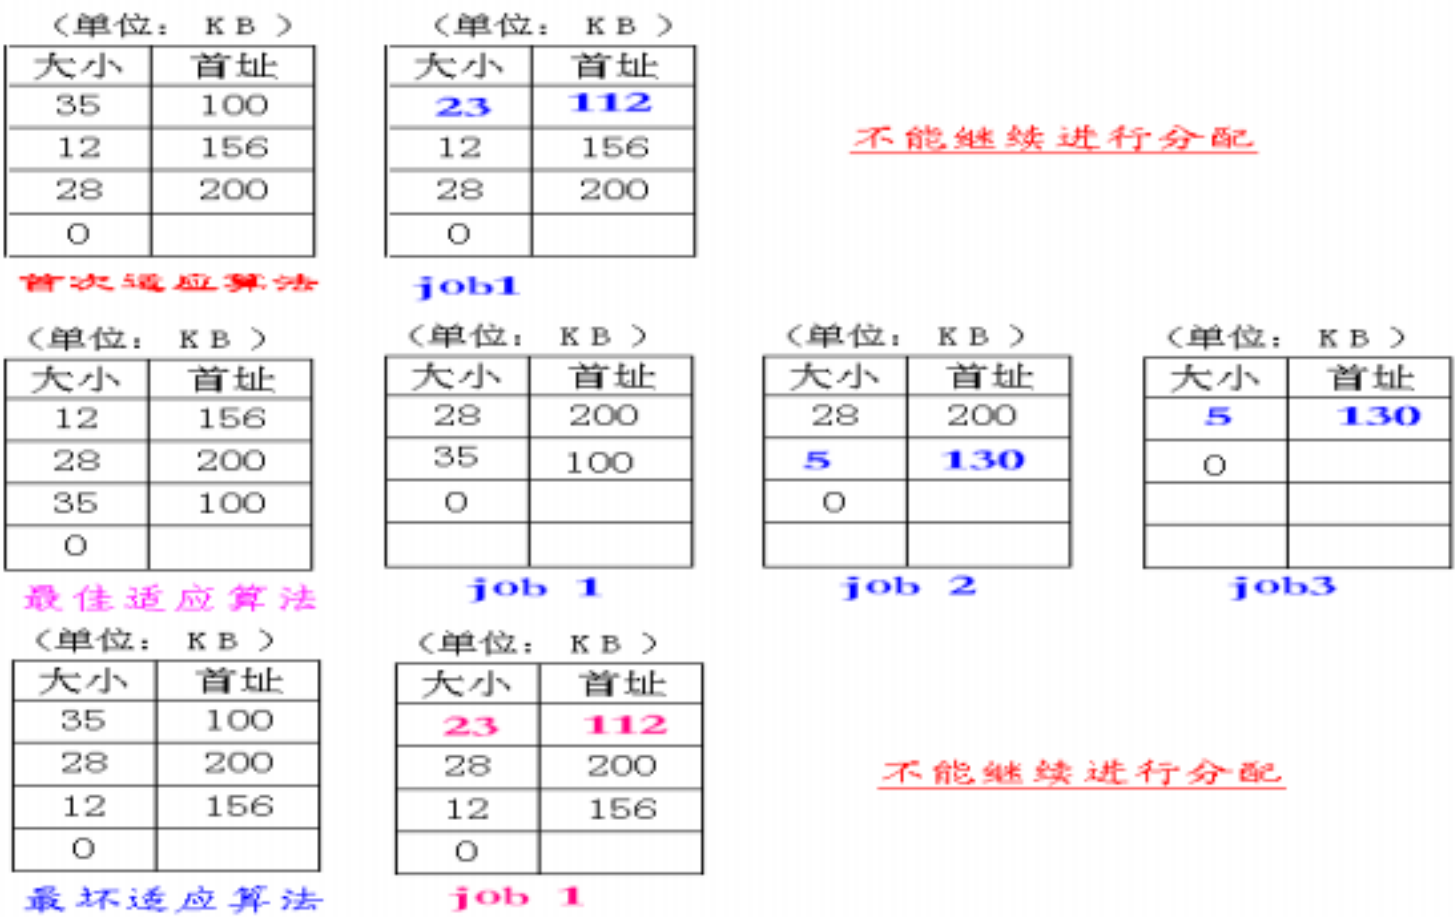 （单位： KB ）
大小 首址
35 100
12 156
28 200
0
首次适应算法
（单位： KB ）
大小 首址
23 112
12 156
28 200
0
job1
不能继续进行分配
（单位： KB ）
大小 首址
12 156
28 200
35 100
0
最佳适应算法
（单位： KB ）
大小 首址
28 200
35 100
0
job 1
（单位： KB ）
大小 首址
28 200
5 130
0
job 2
（单位： KB ）
大小 首址
5 130
0
job3
（单位： KB ）
大小 首址
35 100
28 200
12 156
0
最坏适应算法
（单位： KB ）
大小 首址
23 112
28 200
12 156
0
job 1
不能继续进行分配